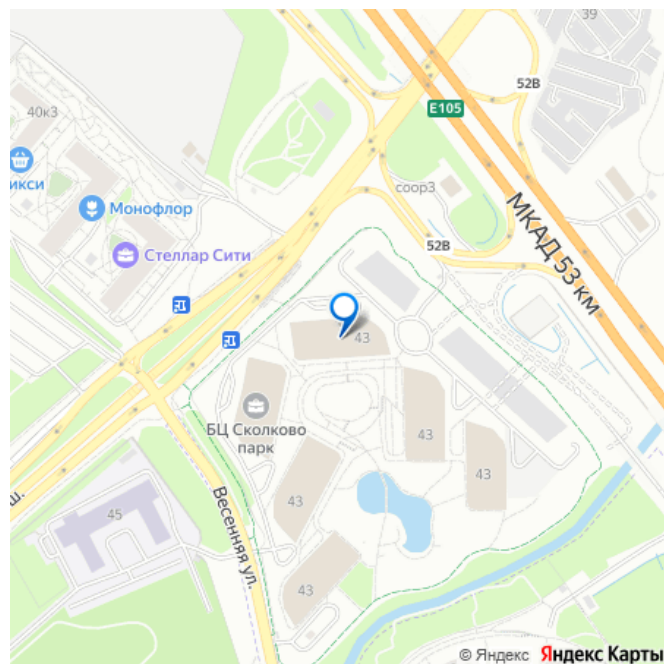 39
52В
40к3
E105
соор3
икси
Монофлор
МКАД 53 км
52В
Стеллар Сити
43
БЦ Сколково
парк
43
43
43
Весенняя ул.
ш.
45
43
© Яндекс Яндекс Карты